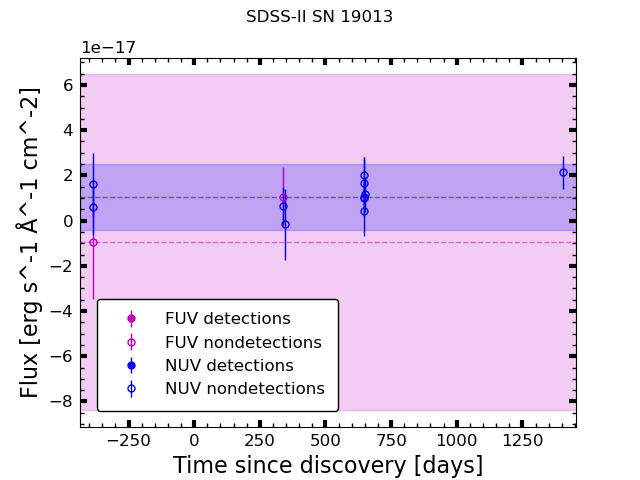 SDSS-II SN 19013
1e−17
6
4
2
0
−2
−4
−6
−8
Flux [erg s^-1 Å^-1 cm^-2]
FUV detections
FUV nondetections
NUV detections
NUV nondetections
−250 0 250 500 750 1000 1250
Time since discovery [days]